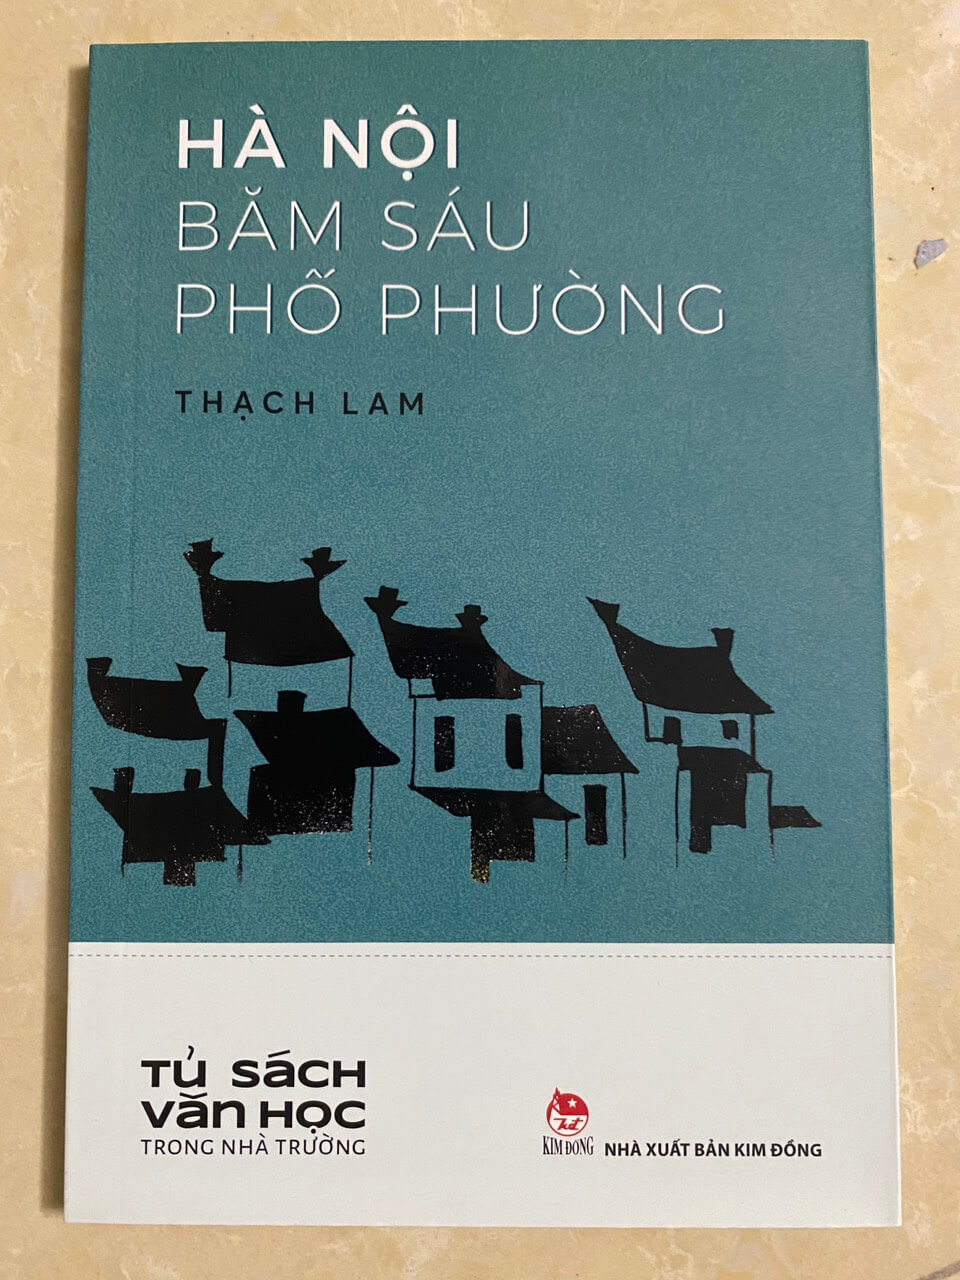 HÀ NỘI
BĂM SÁU
PHỐ PHƯỜNG
THẠCH LAM
TỦ SÁCH
VĂN HỌC
TRONG NHÀ TRƯỜNG
KIM ĐỒNG
NHÀ XUẤT BẢN KIM ĐỒNG